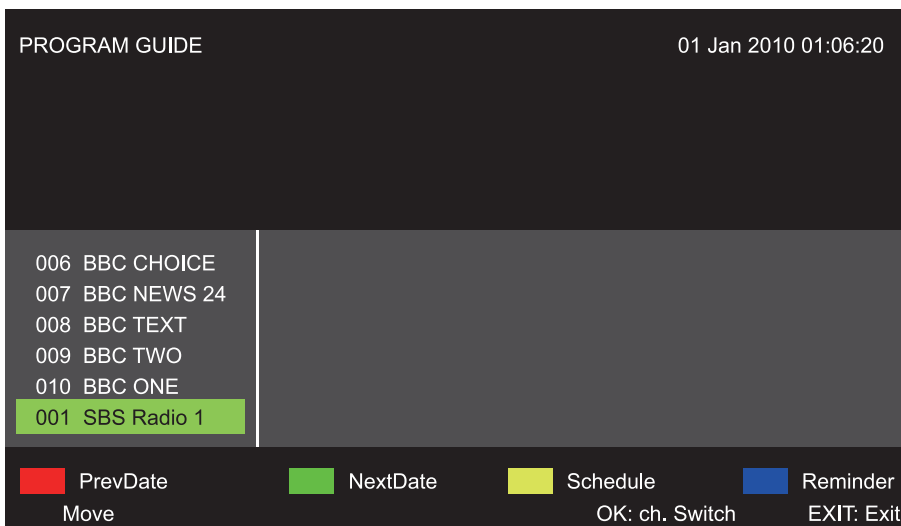 PROGRAM GUIDE 01 Jan 2010 01:06:20
006 BBC CHOICE
007 BBC NEWS 24
008 BBC TEXT
009 BBC TWO
010 BBC ONE
001 SBS Radio 1
PrevDate NextDate Schedule Reminder
Move OK: ch. Switch EXIT: Exit